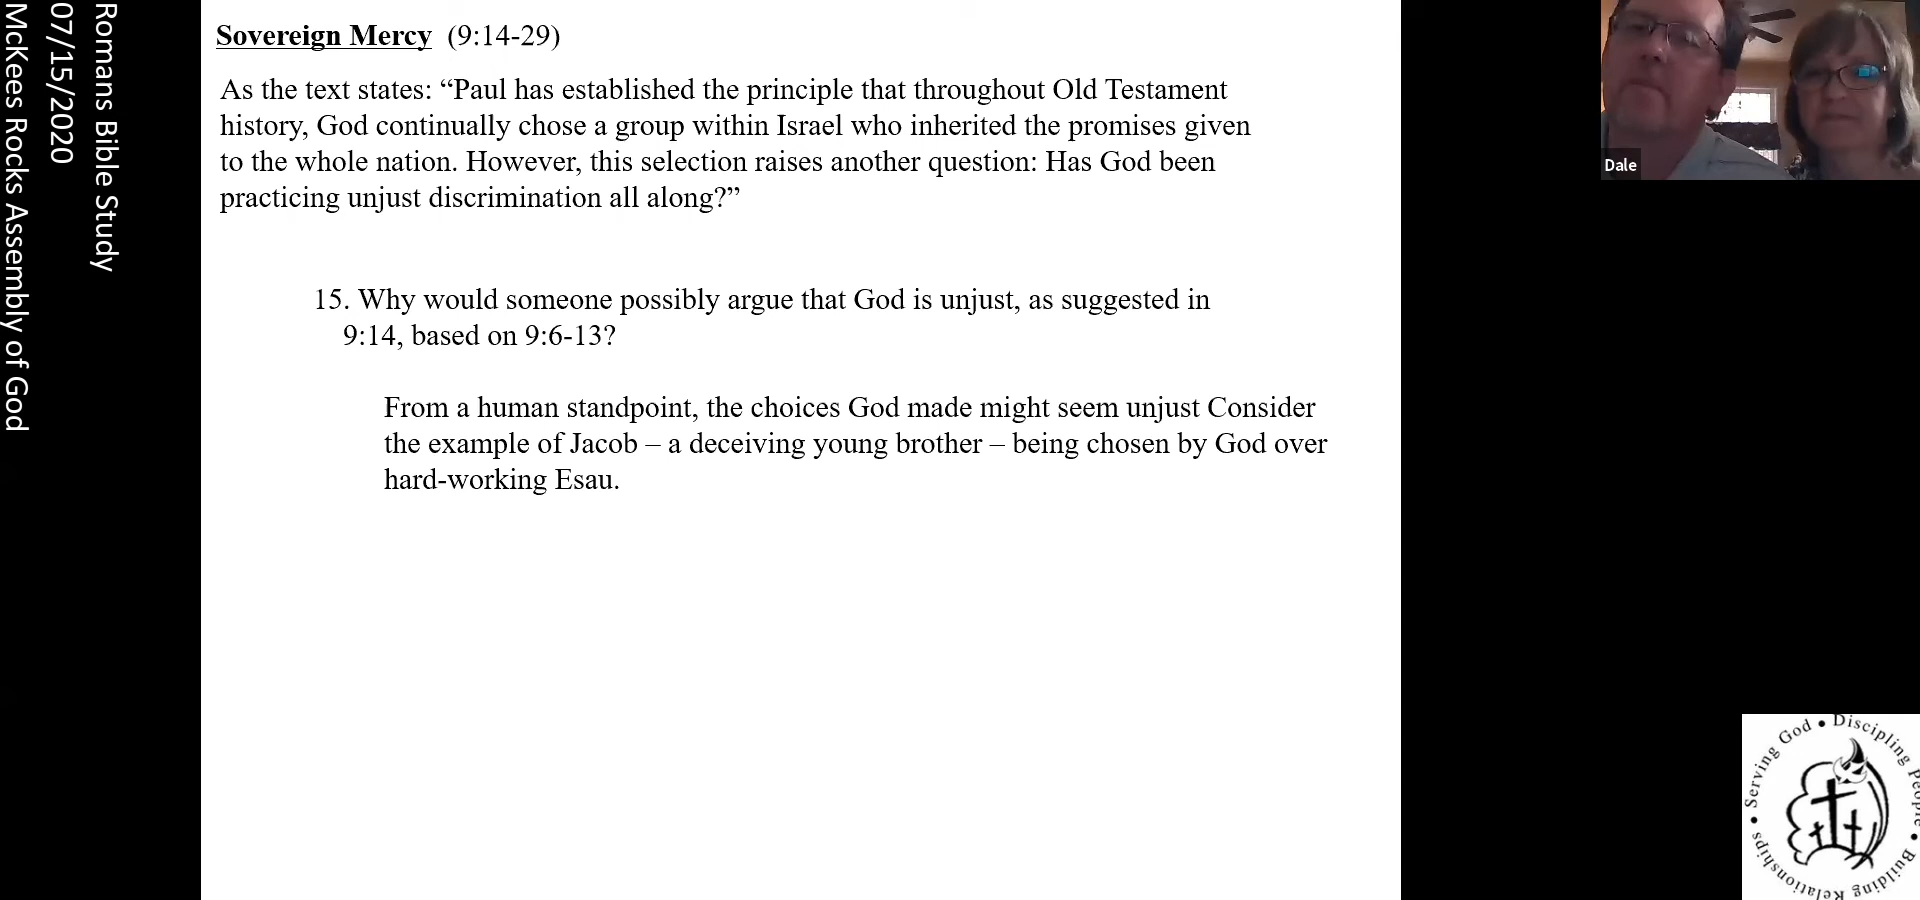 Romans Bible Study
07/15/2020
McKees Rocks Assembly of God
Sovereign Mercy (9:14-29)
As the text states: “Paul has established the principle that throughout Old Testament
history, God continually chose a group within Israel who inherited the promises given
to the whole nation. However, this selection raises another question: Has God been
practicing unjust discrimination all along?”
15. Why would someone possibly argue that God is unjust, as suggested in
9:14, based on 9:6-13?
From a human standpoint, the choices God made might seem unjust Consider
the example of Jacob – a deceiving young brother – being chosen by God over
hard-working Esau.
Dale
Serving God • Discipling People • Building Relationships •